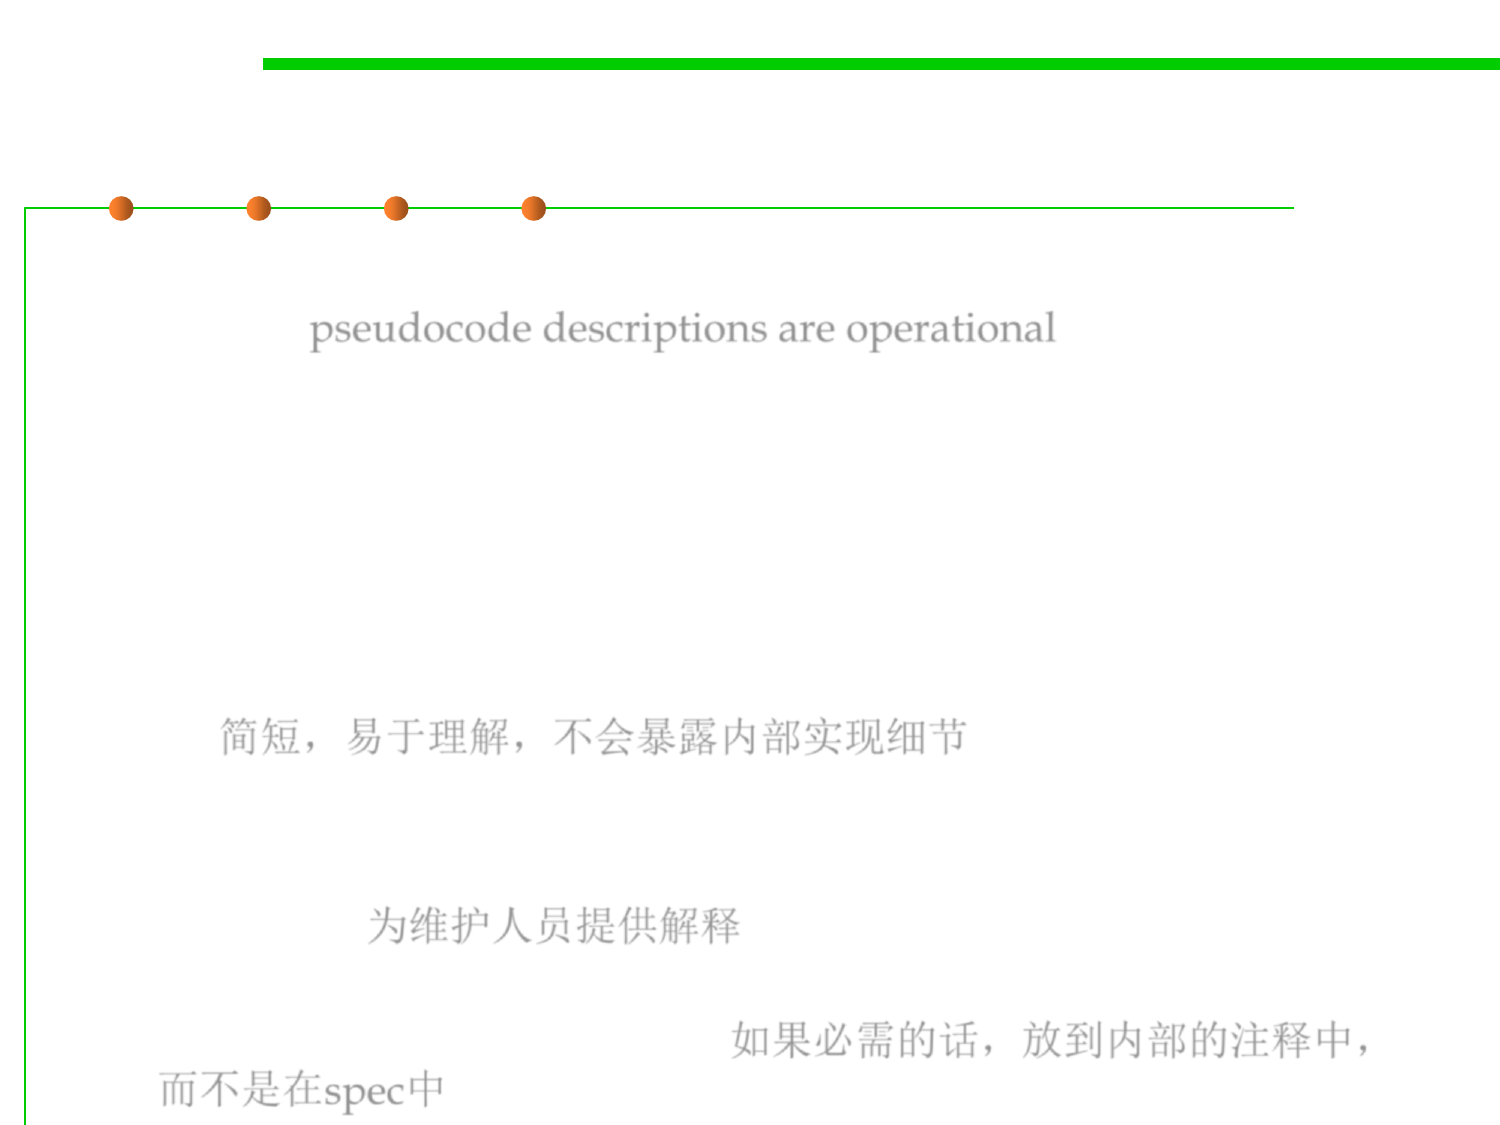 pseudocode descriptions are operational
简短，易于理解，不会暴露内部实现细节
为维护人员提供解释
如果必需的话，放到内部的注释中，
而不是在spec中